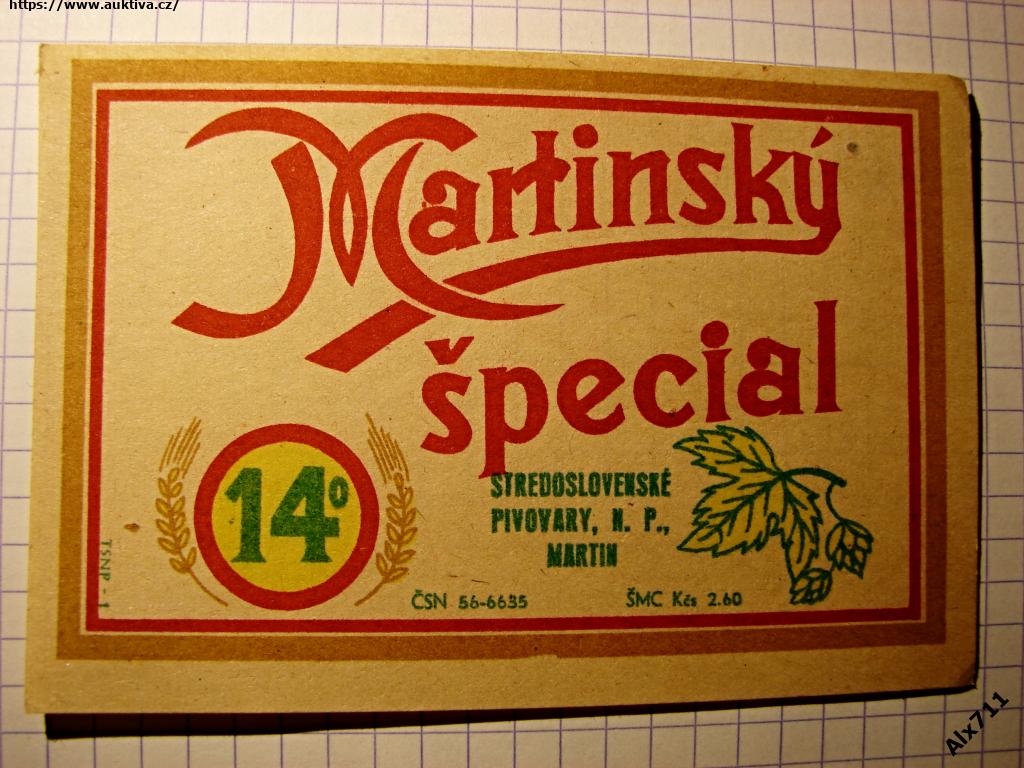 https://www.auktiva.cz/
Martinský
špecial
14°
STREDOSLOVENSKÉ
PIVOVARY, N. P.,
MARTIN
ČSN 56-6635 ŠMC Kčs 2.60
TSNP - 1
Alx711